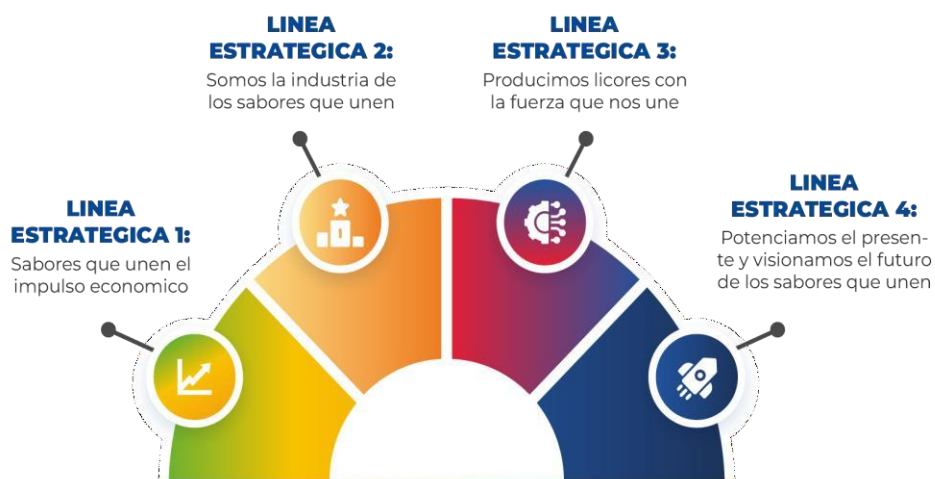 LINEA
ESTRATEGICA 1:
Sabores que unen el
impulso economico
LINEA
ESTRATEGICA 2:
Somos la industria de
los sabores que unen
LINEA
ESTRATEGICA 3:
Producimos licores con
la fuerza que nos une
LINEA
ESTRATEGICA 4:
Potenciamos el presen-
te y visionamos el futuro
de los sabores que unen